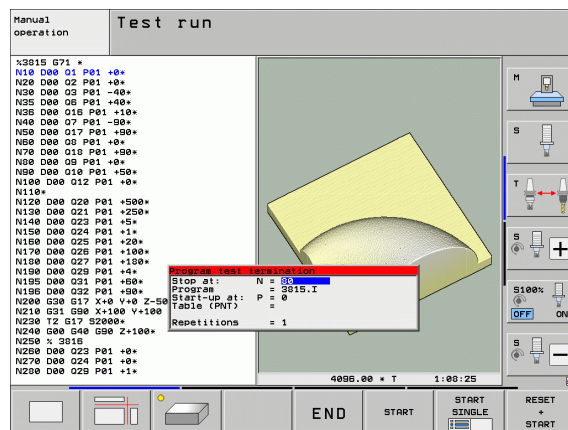 Manual
operation
Test run
%3815 G71 *
N10 D00 Q1 P01 +0*
N20 D00 Q2 P01 +0*
N30 D00 Q3 P01 -40*
N35 D00 Q6 P01 +40*
N36 D00 Q16 P01 +10*
N40 D00 Q7 P01 -90*
N50 D00 Q17 P01 +90*
N60 D00 Q8 P01 +0*
N70 D00 Q18 P01 +90*
N80 D00 Q9 P01 +0*
N90 D00 Q10 P01 +50*
N100 D00 Q12 P01 +0*
N110*
N120 D00 Q20 P01 +500*
N130 D00 Q21 P01 +250*
N140 D00 Q23 P01 +5*
N150 D00 Q24 P01 +1*
N160 D00 Q25 P01 +20*
N170 D00 Q26 P01 +100*
N180 D00 Q27 P01 +180*
N190 D00 Q29 P01 +4*
N195 D00 Q31 P01 +60*
N196 D00 Q32 P01 +90*
N200 G30 G17 X+0 Y+0 Z-50
N210 G31 G90 X+100 Y+100
N230 T2 G17 S2000*
N240 G00 G40 G90 Z+100*
N250 % 3816
N260 D00 Q23 P01 +0*
N270 D00 Q24 P01 +0*
N280 D00 Q29 P01 +1*
Program test termination
Stop at: N = 80
Program = 3815.I
Start-up at: P = 0
Table (PNT) =
Repetitions = 1
4096.00 * T 1:08:25
M
S
T
S
S100%
OFF ON
S
END
START
START
SINGLE
RESET
+
START